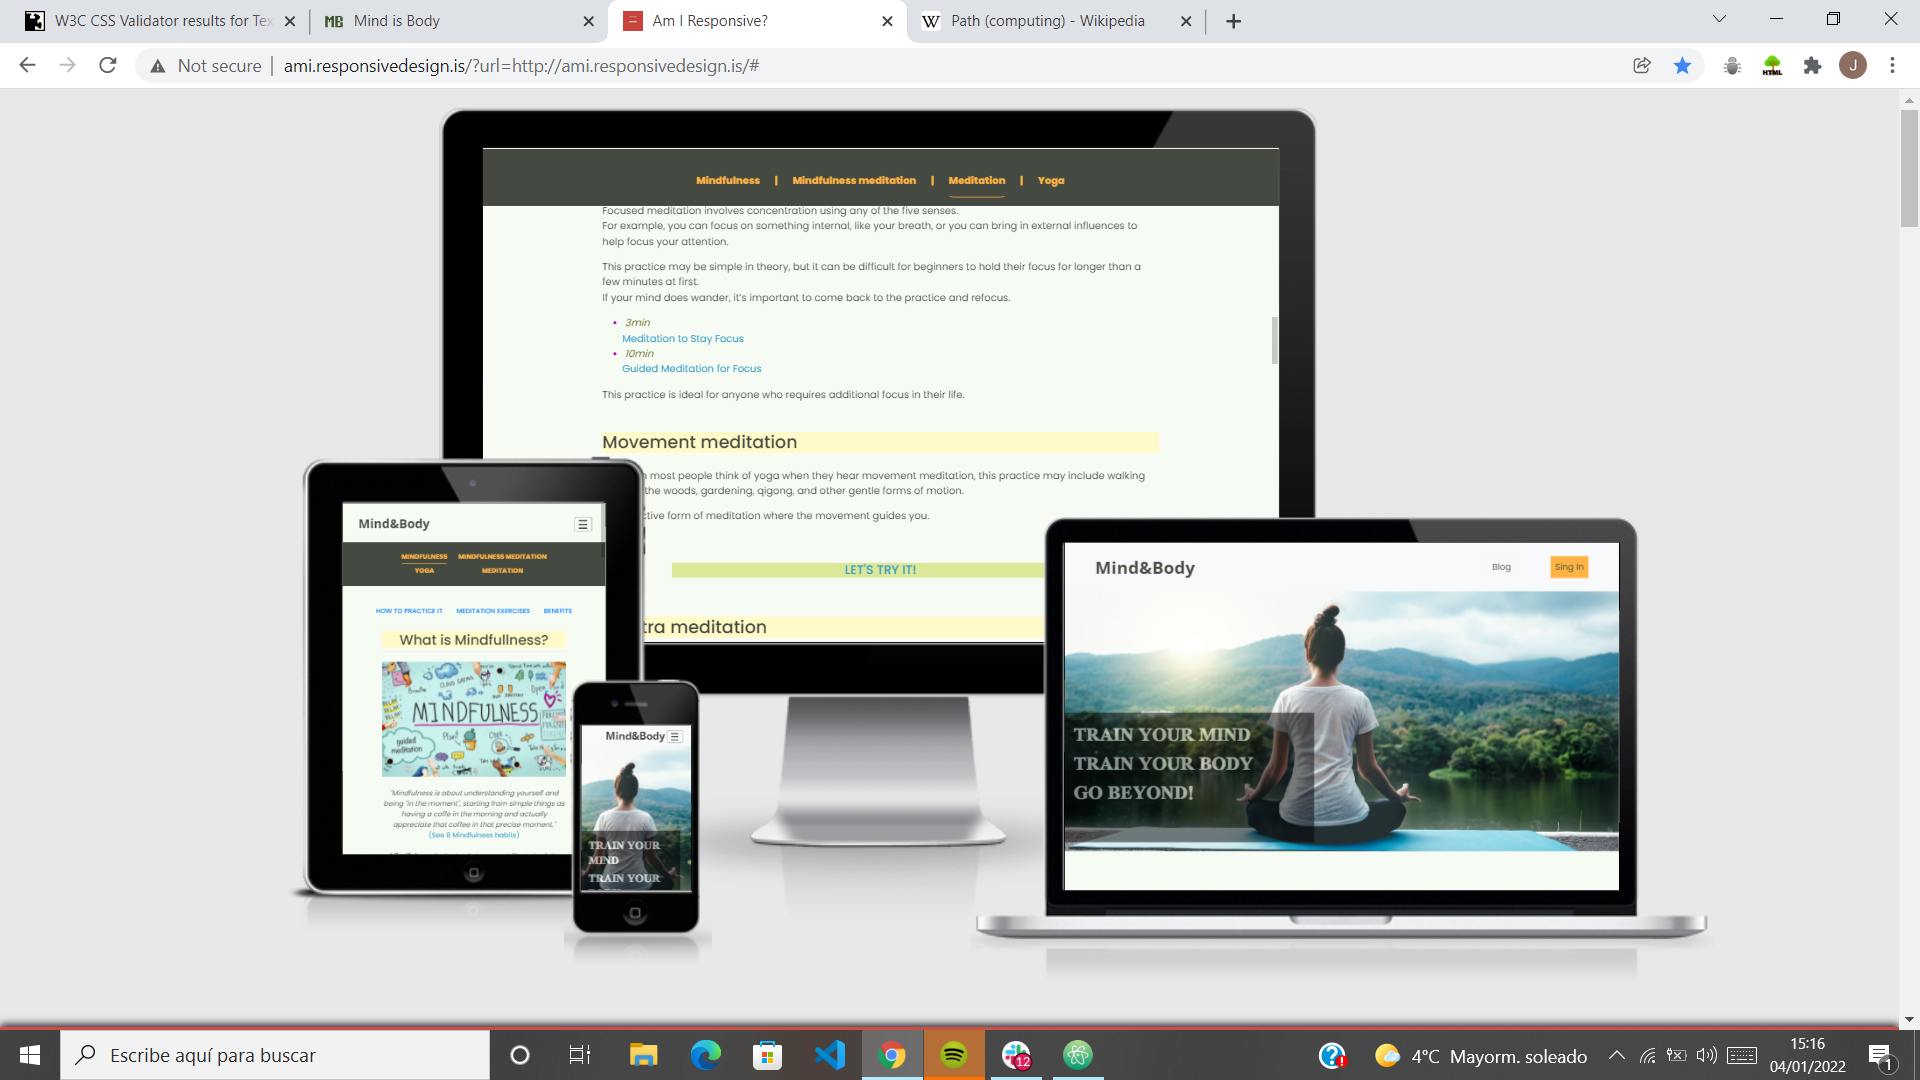 W3C CSS Validator results for Tex
Mind is Body
Am I Responsive?
Path (computing) - Wikipedia
Not secure
ami.responsivedesign.is/?url=http://ami.responsivedesign.is/#
HTML
J
Mindfulness | Mindfulness meditation | Meditation | Yoga
Focused meditation involves concentration using any of the five senses.
For example, you can focus on something internal, like your breath, or you can bring in external influences to
help focus your attention.
This practice may be simple in theory, but it can be difficult for beginners to hold their focus for longer than a
few minutes at first.
If your mind does wander, it's important to come back to the practice and refocus.
3min
Meditation to Stay Focus
10min
Guided Meditation for Focus
This practice is ideal for anyone who requires additional focus in their life.
Movement meditation
most people think of yoga when they hear movement meditation, this practice may include walking
the woods, gardening, qigong, and other gentle forms of motion.
ctive form of meditation where the movement guides you.
LET'S TRY IT!
tra meditation
Mind&Body
MINDFULNESS MINDFULNESS MEDITATION
YOGA MEDITATION
HOW TO PRACTICE IT MEDITATION EXERCISES BENEFITS
What is Mindfullness?
MINDFULNESS
guided
meditation
Plan!
"Mindfulness is about understanding yourself and
being "in the moment", starting from simple things as
having a caffe in the morning and actually
appreciate that coffee in that precise moment."
(See 8 Mindfulness habits)
Mind&Body
TRAIN YOUR
MIND
TRAIN YOUR
Mind&Body
Blog
Sing In
TRAIN YOUR MIND
TRAIN YOUR BODY
GO BEYOND!
Escribe aquí para buscar
12
4°C Mayorm. soleado
15:16
04/01/2022
1